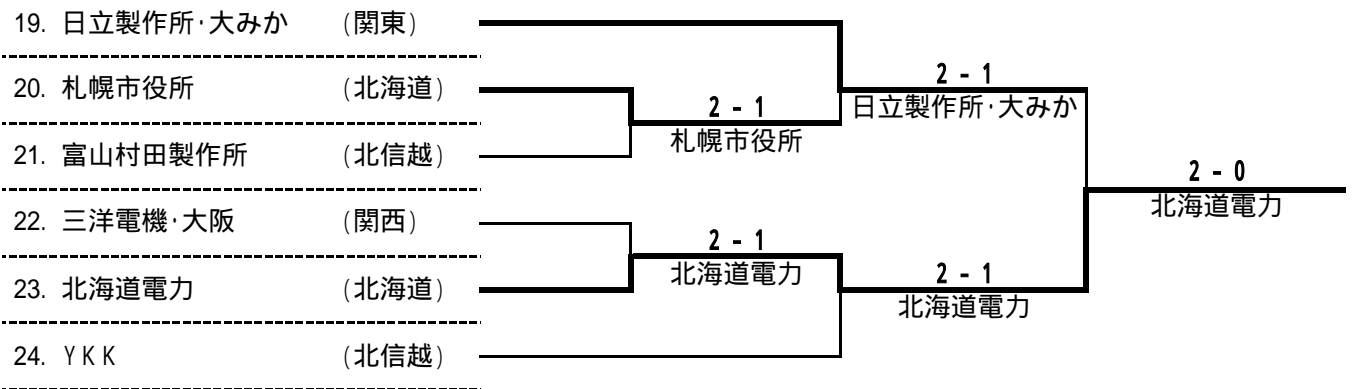 19. 日立製作所･大みか (関東)
20. 札幌市役所 (北海道)
21. 富山村田製作所 (北信越)
22. 三洋電機･大阪 (関西)
23. 北海道電力 (北海道)
24. YKK (北信越)
2 - 1
札幌市役所
2 - 1
北海道電力
2 - 1
日立製作所･大みか
2 - 1
北海道電力
2 - 0
北海道電力